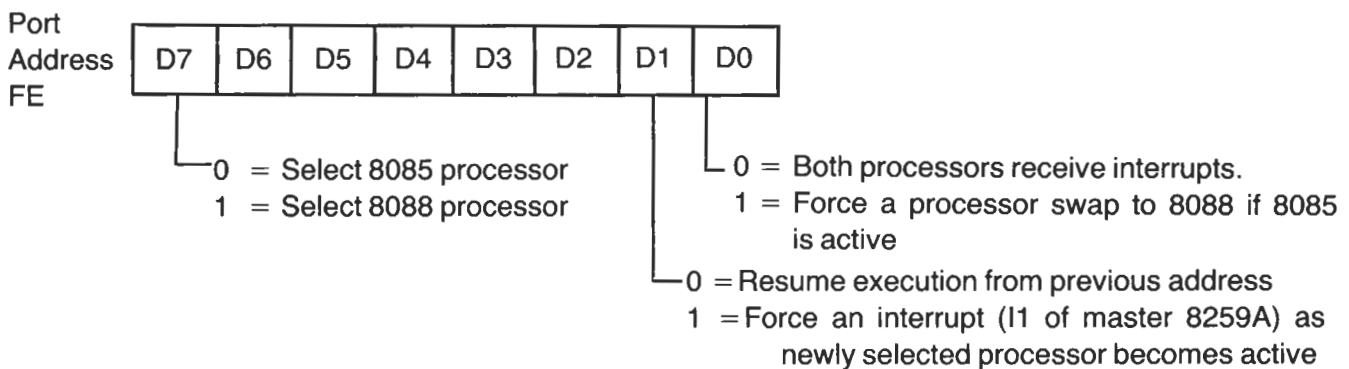 Port
Address
FE
D7 D6 D5 D4 D3 D2 D1 D0
0 = Select 8085 processor
1 = Select 8088 processor
0 = Both processors receive interrupts.
1 = Force a processor swap to 8088 if 8085
is active
0 = Resume execution from previous address
1 = Force an interrupt (I1 of master 8259A) as
newly selected processor becomes active